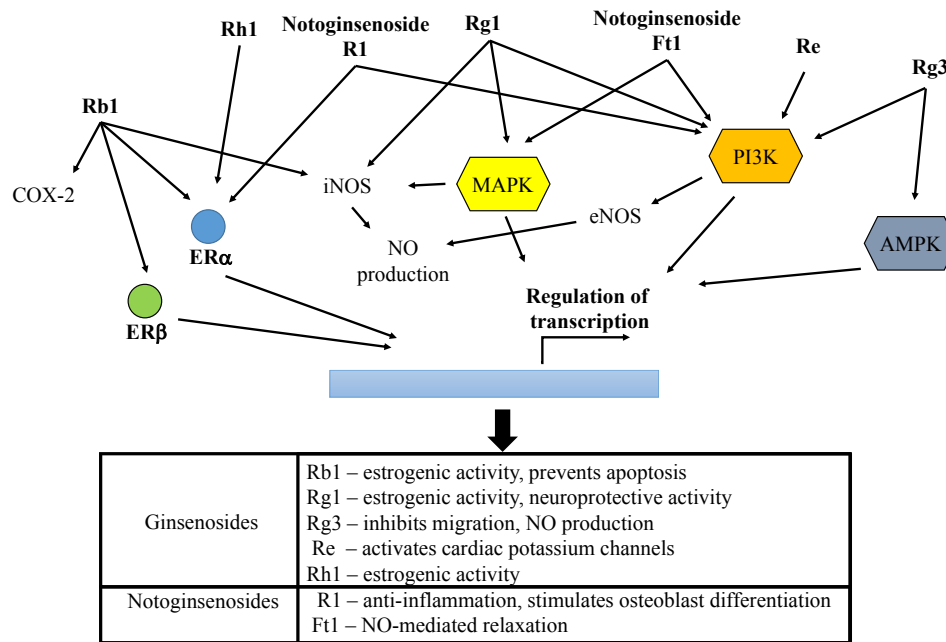 Rh1
Notoginsenoside
R1
Rg1
Notoginsenoside
Ft1
Re
Rg3
Rb1
COX-2
iNOS
MAPK
PI3K
eNOS
ERα
NO
production
AMPK
ERβ
Regulation of
transcription
Ginsenosides
Rb1 – estrogenic activity, prevents apoptosis
Rg1 – estrogenic activity, neuroprotective activity
Rg3 – inhibits migration, NO production
Re – activates cardiac potassium channels
Rh1 – estrogenic activity
Notoginsenosides
R1 – anti-inflammation, stimulates osteoblast differentiation
Ft1 – NO-mediated relaxation